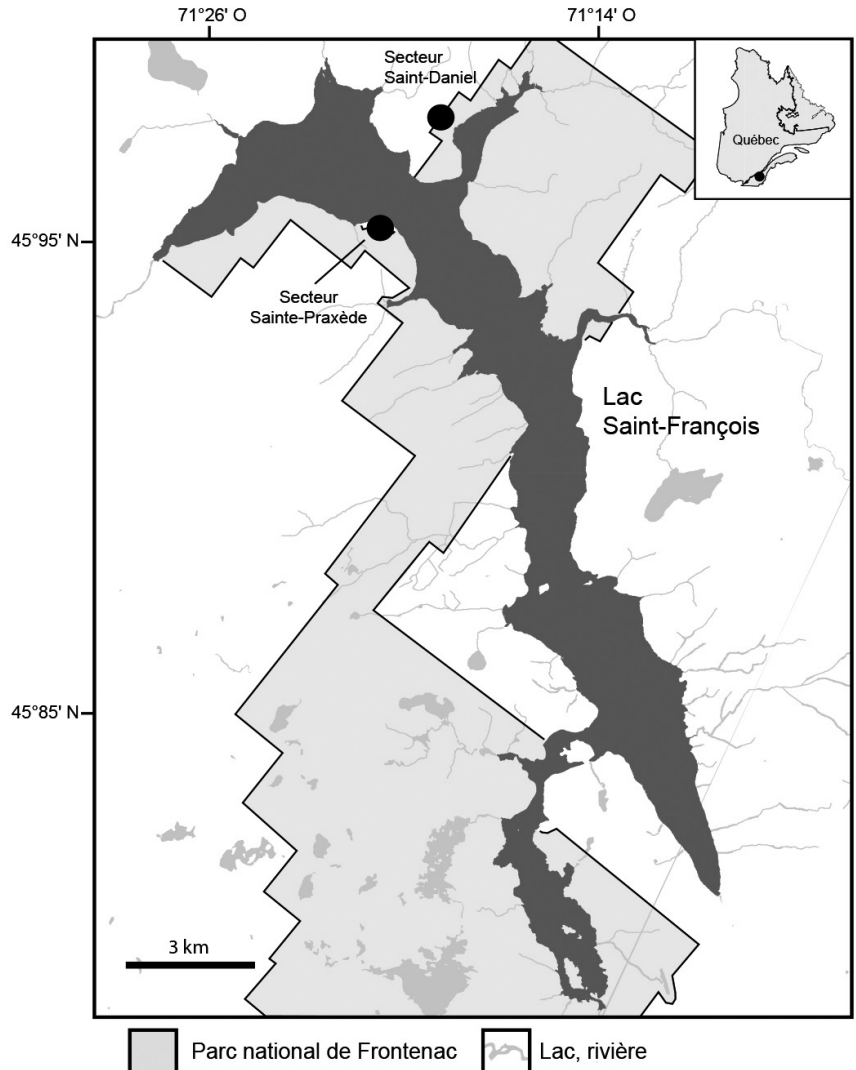 71°26' O
71°14' O
Secteur
Saint-Daniel
Québec
45°95' N
Secteur
Sainte-Praxède
Lac
Saint-François
45°85' N
3 km
Parc national de Frontenac
Lac, rivière